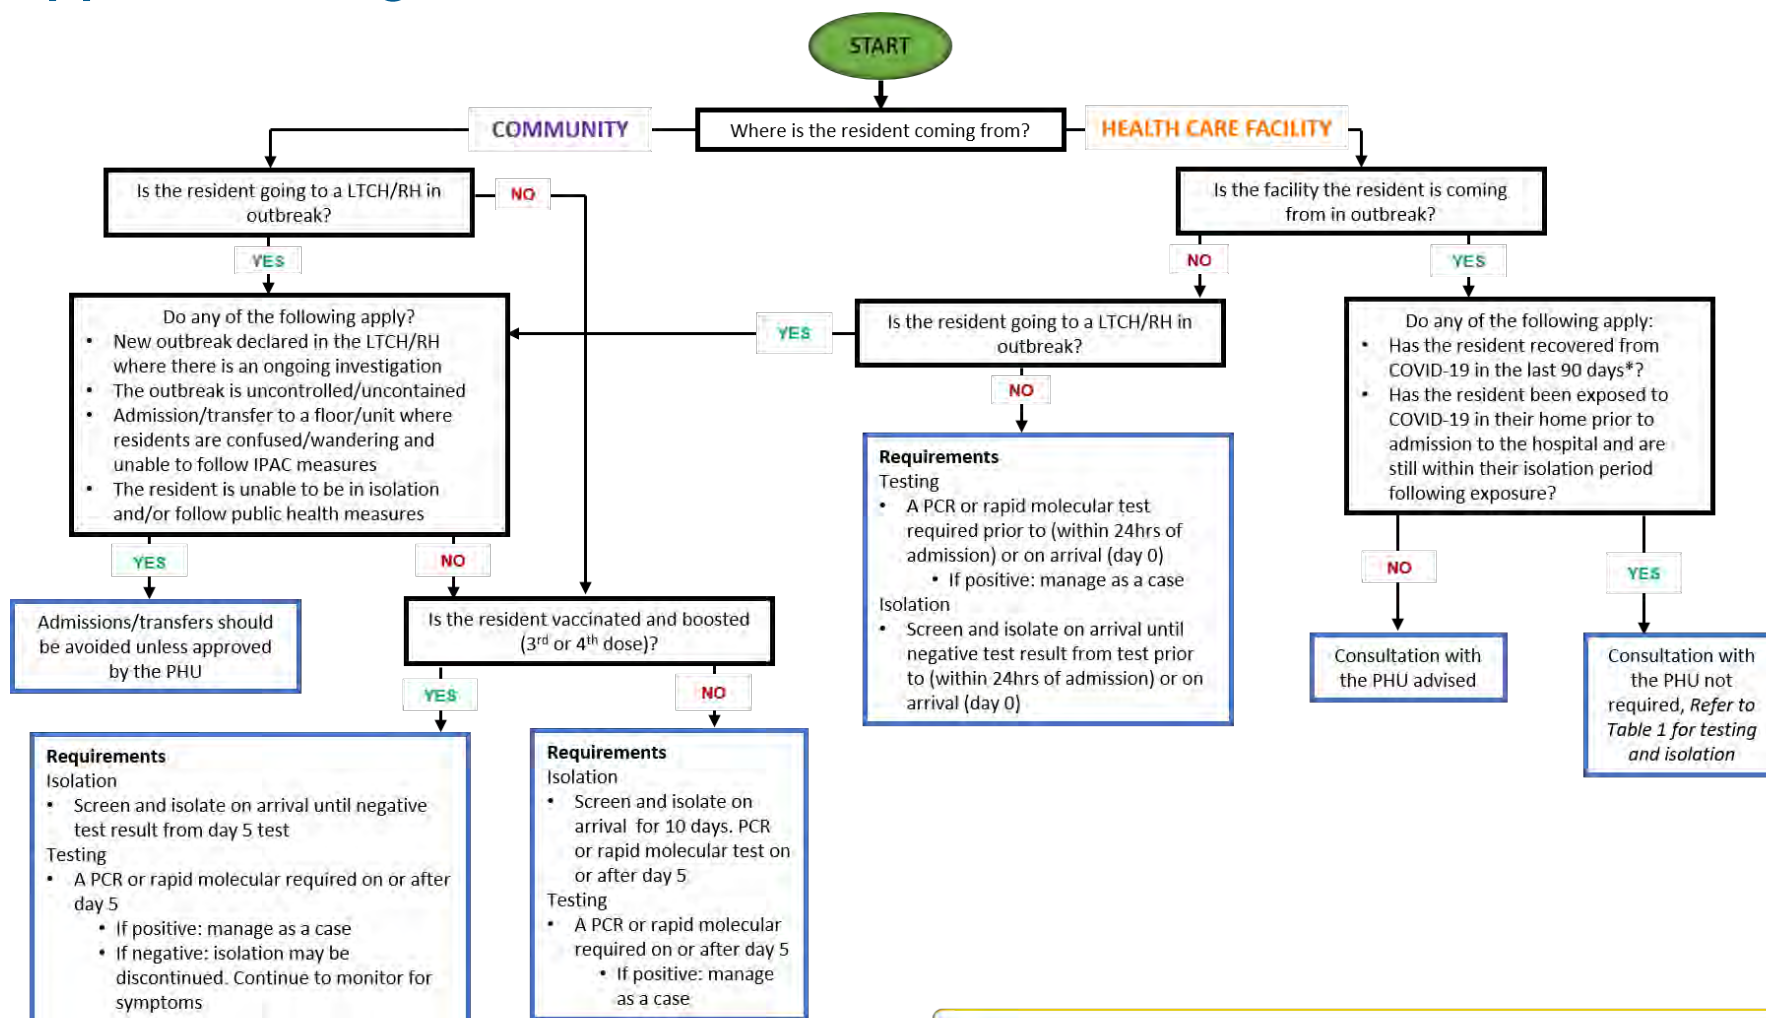 START
COMMUNITY
Where is the resident coming from?
HEALTH CARE FACILITY
Is the resident going to a LTCH/RH in
outbreak?
NO
Is the facility the resident is coming
from in outbreak?
YES
NO
YES
Do any of the following apply?
• New outbreak declared in the LTCH/RH
where there is an ongoing investigation
• The outbreak is uncontrolled/uncontained
• Admission/transfer to a floor/unit where
residents are confused/wandering and
unable to follow IPAC measures
• The resident is unable to be in isolation
and/or follow public health measures
YES
Is the resident going to a LTCH/RH in
outbreak?
Do any of the following apply:
• Has the resident recovered from
COVID-19 in the last 90 days*?
• Has the resident been exposed to
COVID-19 in their home prior to
admission to the hospital and are
still within their isolation period
following exposure?
NO
YES
NO
NO
YES
Requirements
Testing
• A PCR or rapid molecular test
required prior to (within 24hrs of
admission) or on arrival (day 0)
• If positive: manage as a case
Isolation
• Screen and isolate on arrival until
negative test result from test prior
to (within 24hrs of admission) or on
arrival (day 0)
Admissions/transfers should
be avoided unless approved
by the PHU
Is the resident vaccinated and boosted
(3rd or 4th dose)?
Consultation with
the PHU advised
Consultation with
the PHU not
required, Refer to
Table 1 for testing
and isolation
YES
NO
Requirements
Isolation
• Screen and isolate on arrival until negative
test result from day 5 test
Testing
• A PCR or rapid molecular required on or after
day 5
• If positive: manage as a case
• If negative: isolation may be
discontinued. Continue to monitor for
symptoms
Requirements
Isolation
• Screen and isolate on
arrival for 10 days. PCR
or rapid molecular test on
or after day 5
Testing
• A PCR or rapid molecular
required on or after day 5
• If positive: manage
as a case